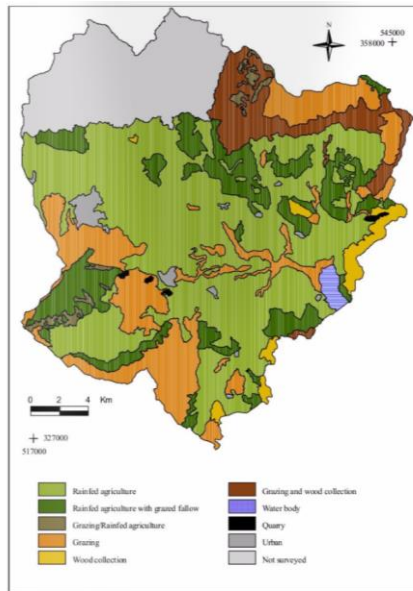 N
545000
358000
0 2 4 Km
327000
517000
Rainfed agriculture
Rainfed agriculture with grazed fallow
Grazing/Rainfed agriculture
Grazing
Wood collection
Grazing and wood collection
Water body
Quarry
Urban
Not surveyed